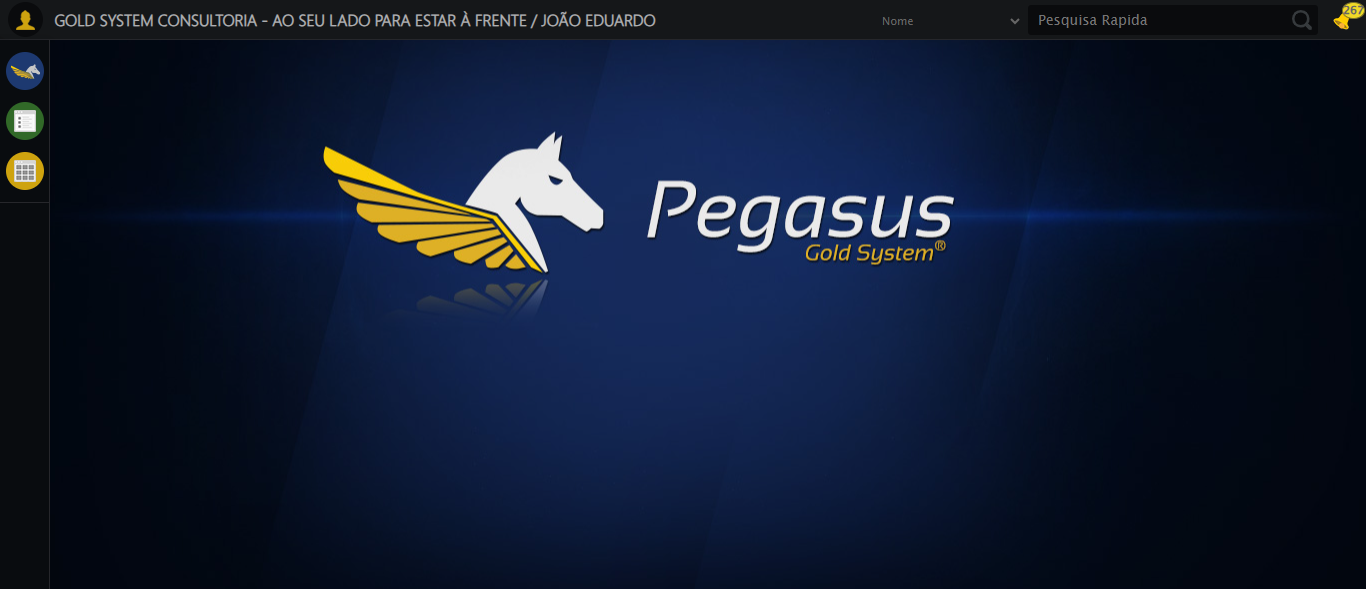 GOLD SYSTEM CONSULTORIA - AO SEU LADO PARA ESTAR À FRENTE / JOÃO EDUARDO
Nome
Pesquisa Rapida
267
Pegasus
Gold System®